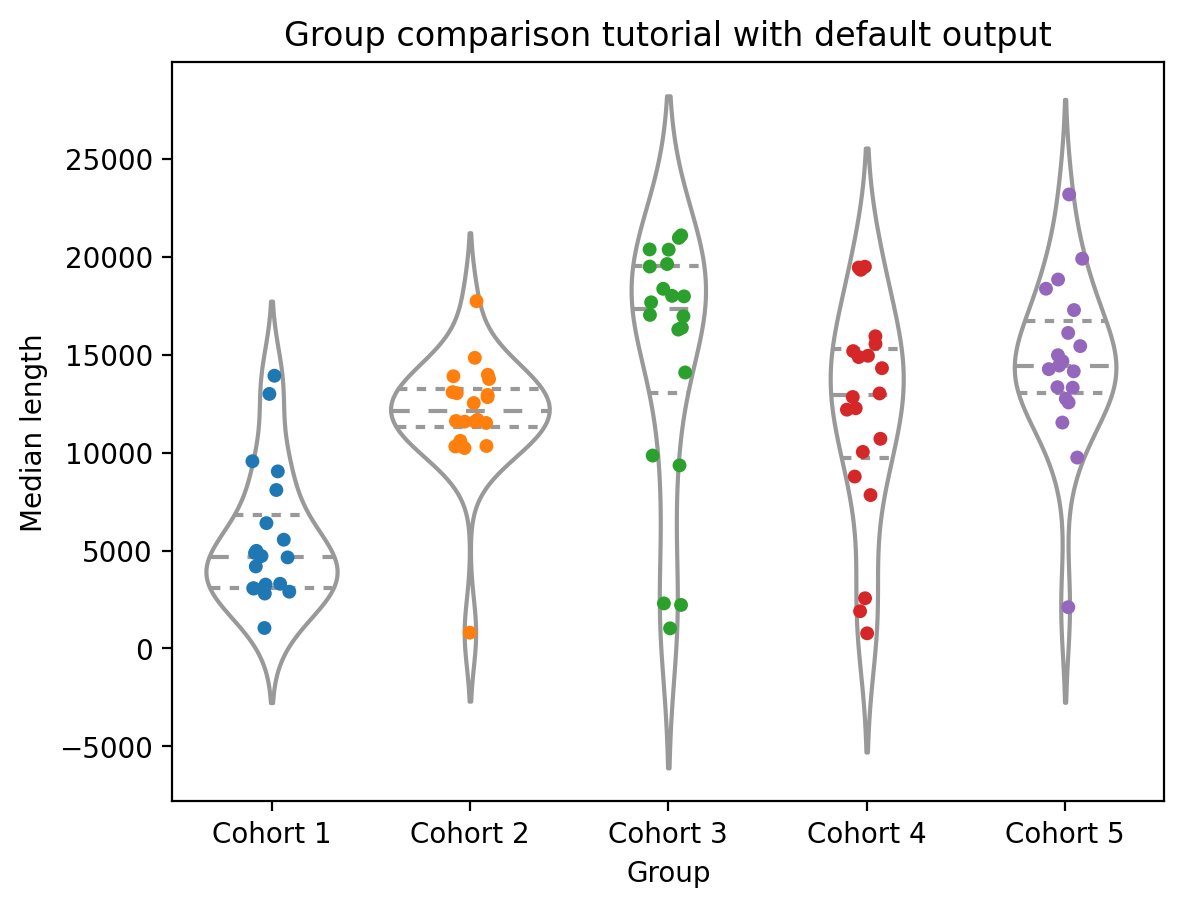 Group comparison tutorial with default output
Median length
25000
20000
15000
10000
5000
0
−5000
Cohort 1
Cohort 2
Cohort 3
Cohort 4
Cohort 5
Group